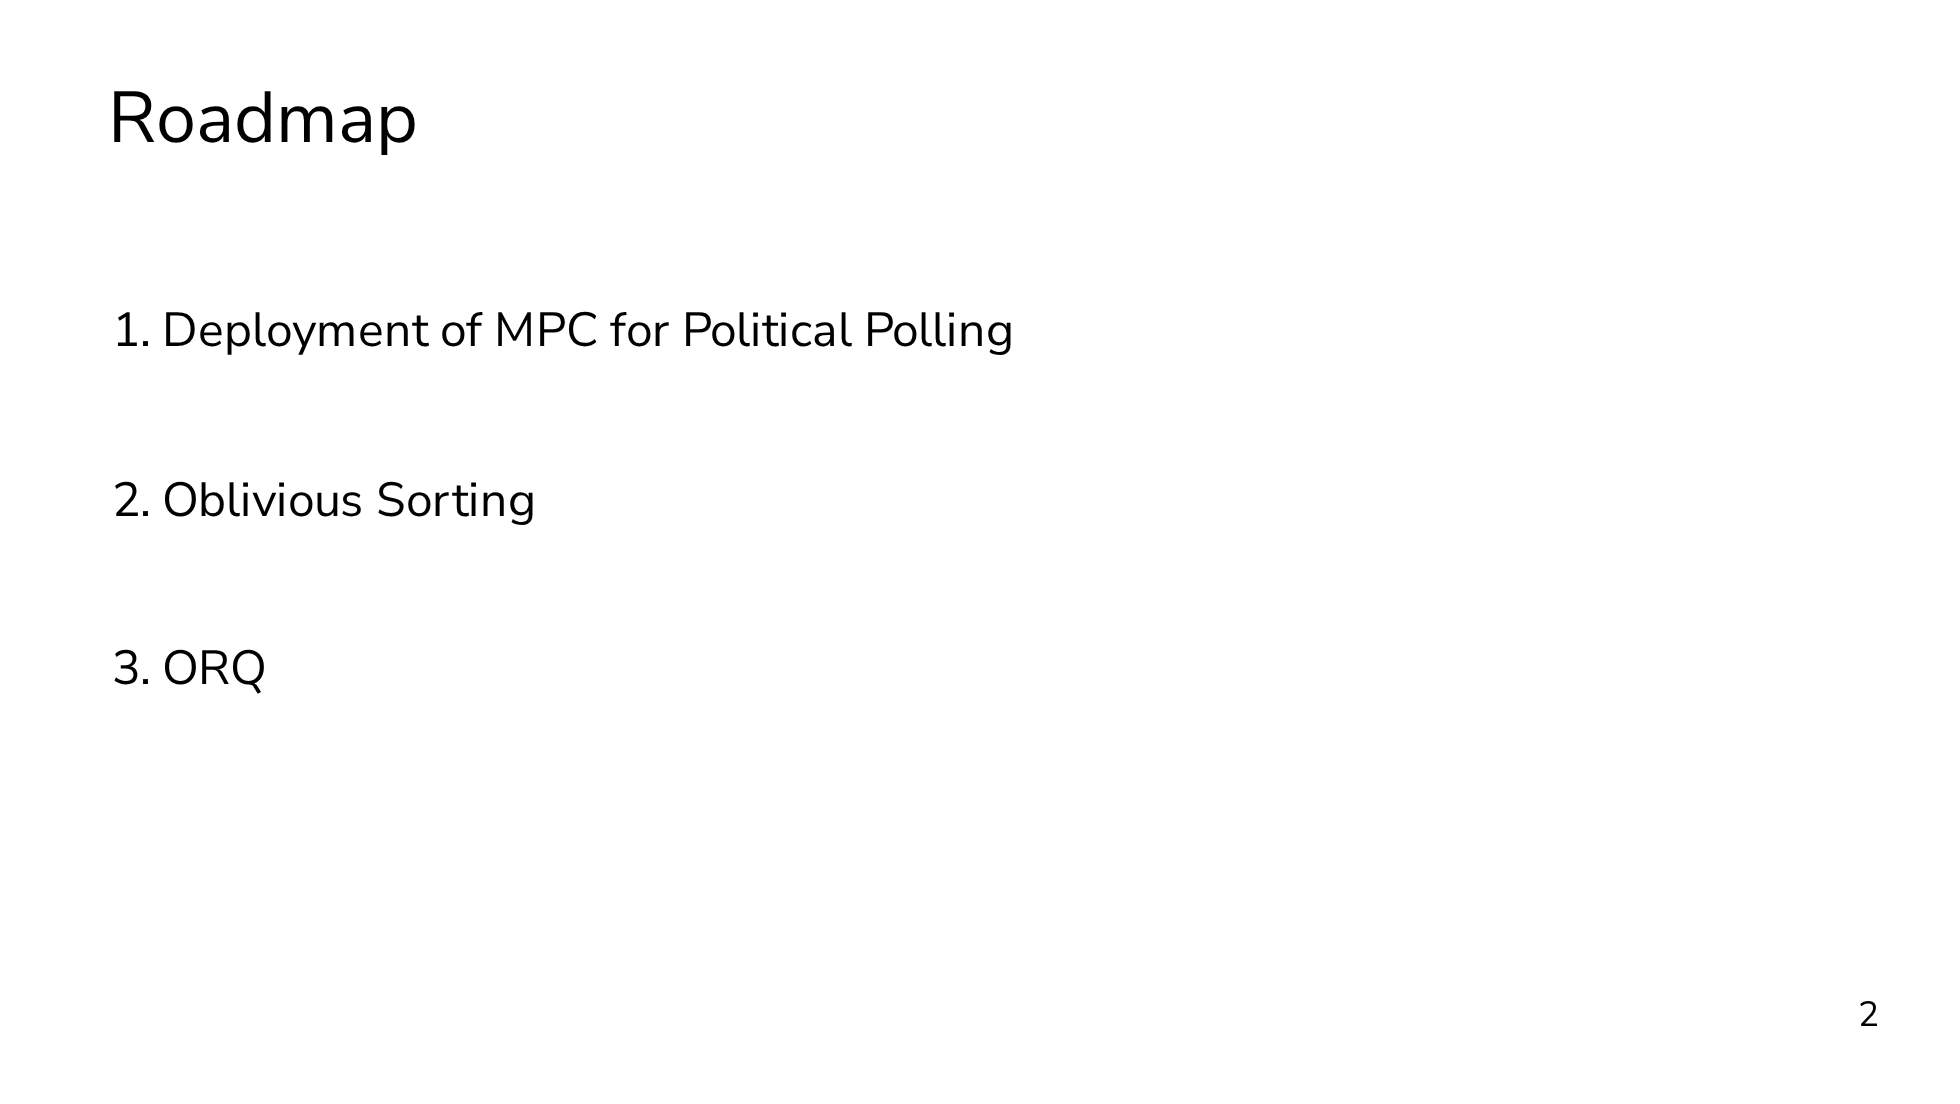 Roadmap
1. Deployment of MPC for Political Polling
2. Oblivious Sorting
3. ORQ
2